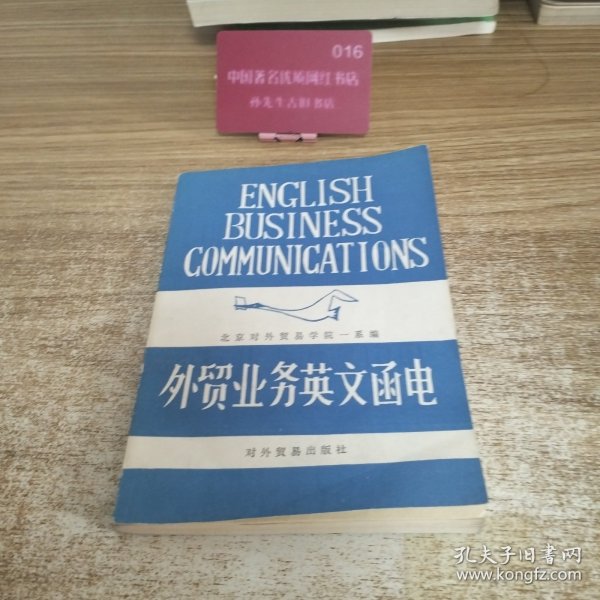 016
中国著名优质网红书店
孙先生古旧书店
ENGLISH
BUSINESS
COMMUNICATIONS
北京对外贸易学院一系编
外贸业务英文函电
对外贸易出版社
孔夫子旧书网
www.kongfz.com